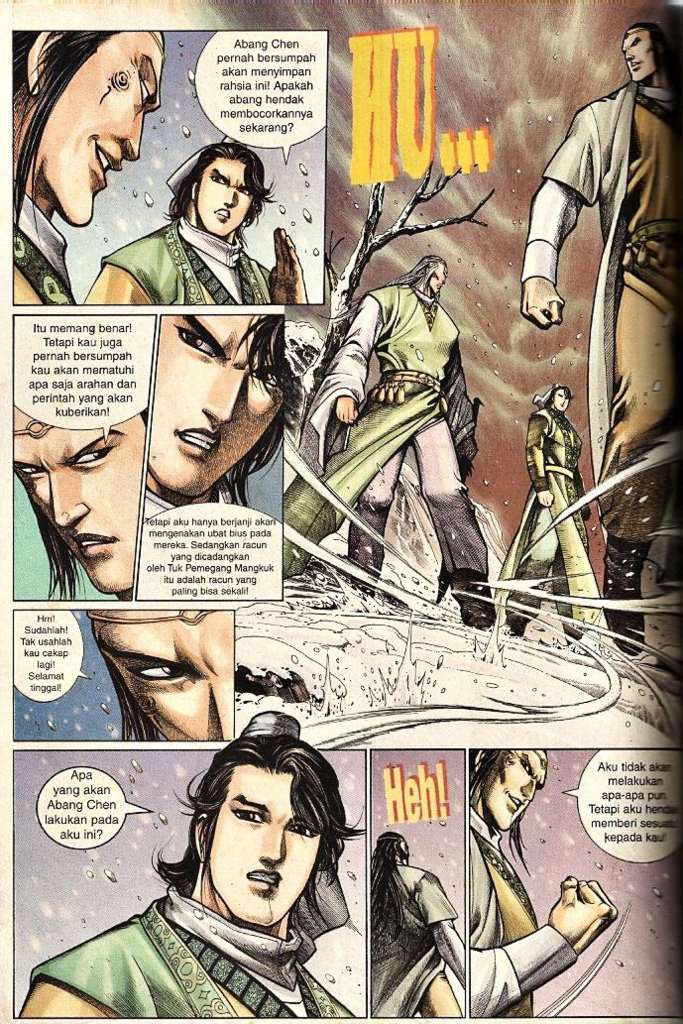 Abang Chen
pernah bersumpah
akan menyimpan
rahsia ini! Apakah
abang hendak
membocorkannya
sekarang?
HU...
Itu memang benar!
Tetapi kau juga
pernah bersumpah
kau akan mematuhi
apa saja arahan dan
perintah yang akan
kuberikan!
Tetapi aku hanya berjanji akan
mengenakan ubat bius pada
mereka. Sedangkan racun
yang dicadangkan
oleh Tuk Pemegang Mangkuk
itu adalah racun yang
paling bisa sekali!
Hm!
Sudahlah!
Tak usahlah
kau cakap
lagi!
Selamat
tinggal!
Apa
yang akan
Abang Chen
lakukan pada
aku ini?
Heh!
Aku tidak akan
melakukan
apa-apa pun.
Tetapi aku
memberi
kepada kau!